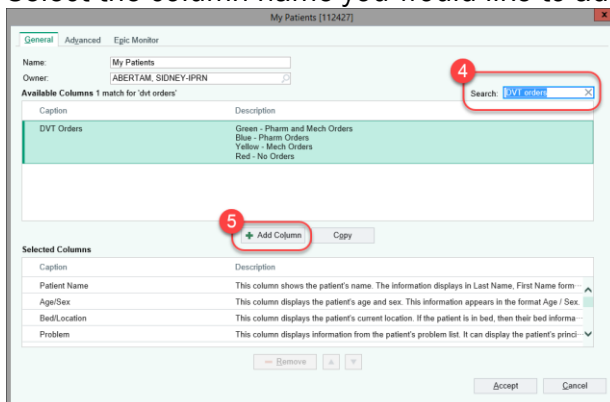 Select the column name you would like to ad
My Patients [112427]
x
General Advanced Epic Monitor
Name: My Patients
Owner: ABERTAM, SIDNEY-IPRN
4
Available Columns 1 match for 'dvt orders'
Search: DVT orders
Caption Description
DVT Orders Green - Pharm and Mech Orders
Blue - Pharm Orders
Yellow - Mech Orders
Red - No Orders
5
Add Column Copy
Selected Columns
Caption Description
Patient Name This column shows the patient's name. The information displays in Last Name, First Name form···
Age/Sex This column displays the patient's age and sex. This information appears in the format Age / Sex.
Bed/Location This column displays the patient's current location. If the patient is in bed, then their bed informa···
Problem This column displays information from the patient's problem list. It can display the patient's princi···
Remove
Accept Cancel